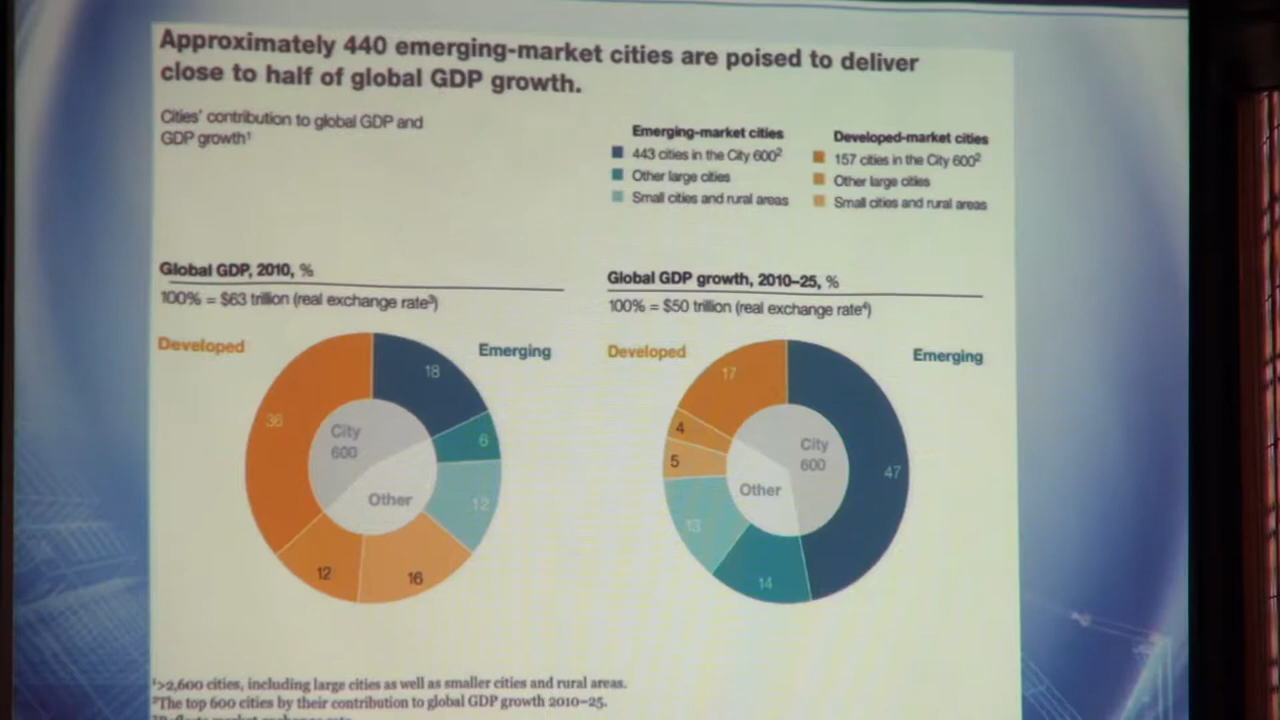 Approximately 440 emerging-market cities are poised to deliver
close to half of global GDP growth.
Cities' contribution to global GDP and
GDP growth¹
Emerging-market cities
443 cities in the City 600²
Other large cities
Small cities and rural areas
Developed-market cities
157 cities in the City 600²
Other large cities
Small cities and rural areas
Global GDP, 2010, %
100% = $63 trillion (real exchange rate³)
Developed
Emerging
18
6
12
16
12
36
City
600
Other
Global GDP growth, 2010–25, %
100% = $50 trillion (real exchange rate⁴)
Developed
Emerging
47
14
13
5
4
17
City
600
Other
¹>2,600 cities, including large cities as well as smaller cities and rural areas.
²The top 600 cities by their contribution to global GDP growth 2010–25.